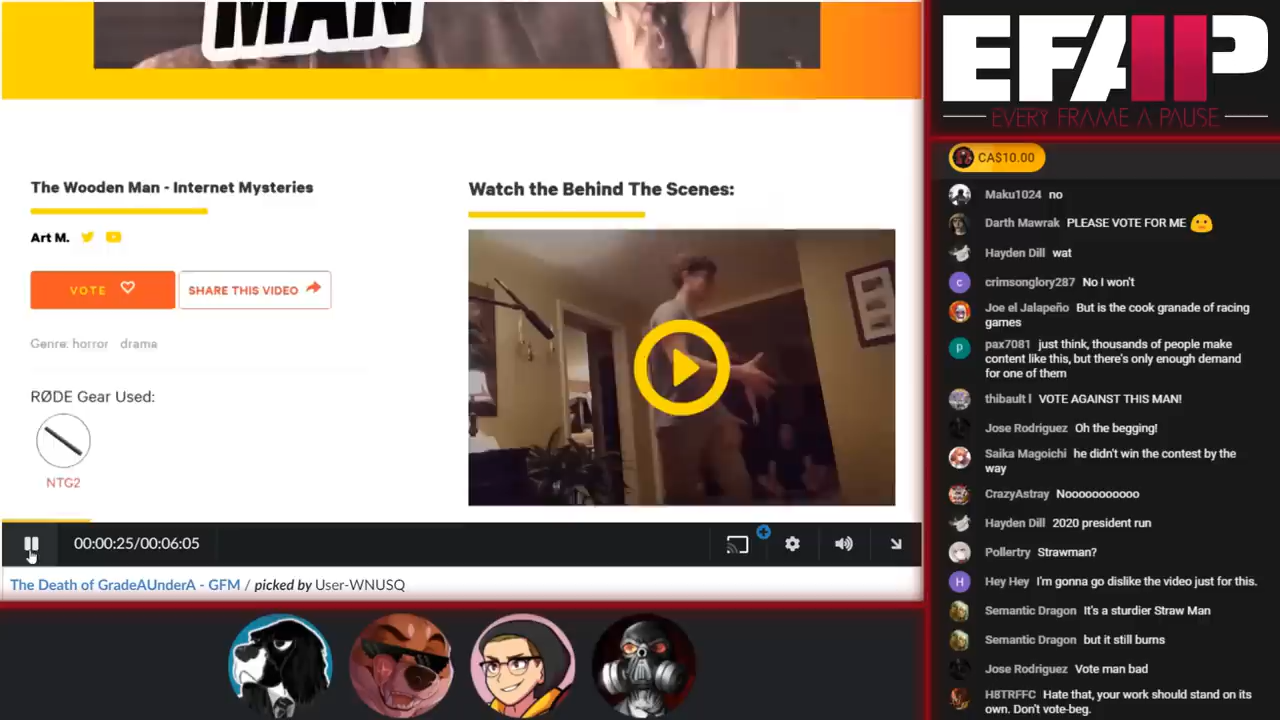 MAN
The Wooden Man - Internet Mysteries
Art M.
VOTE
SHARE THIS VIDEO
Genre: horror drama
RØDE Gear Used:
NTG2
Watch the Behind The Scenes:
00:00:25/00:06:05
The Death of GradeAUnderA - GFM / picked by User-WNUSQ
EFAP
EVERY FRAME A PAUSE
CA$10.00
Maku1024 no
Darth Mawrak PLEASE VOTE FOR ME
Hayden Dill wat
c
crimsonglory287 No I won't
Joe el Jalapeño But is the cook granade of racing
games
p
pax7081 just think, thousands of people make
content like this, but there's only enough demand
for one of them
thibault l VOTE AGAINST THIS MAN!
Jose Rodriguez Oh the begging!
Saika Magoichi he didn't win the contest by the
way
CrazyAstray Nooooooooooo
Hayden Dill 2020 president run
Pollertry Strawman?
H
Hey Hey I'm gonna go dislike the video just for this.
Semantic Dragon It's a sturdier Straw Man
Semantic Dragon but it still burns
Jose Rodriguez Vote man bad
H8TRFFC Hate that, your work should stand on its
own. Don't vote-beg.